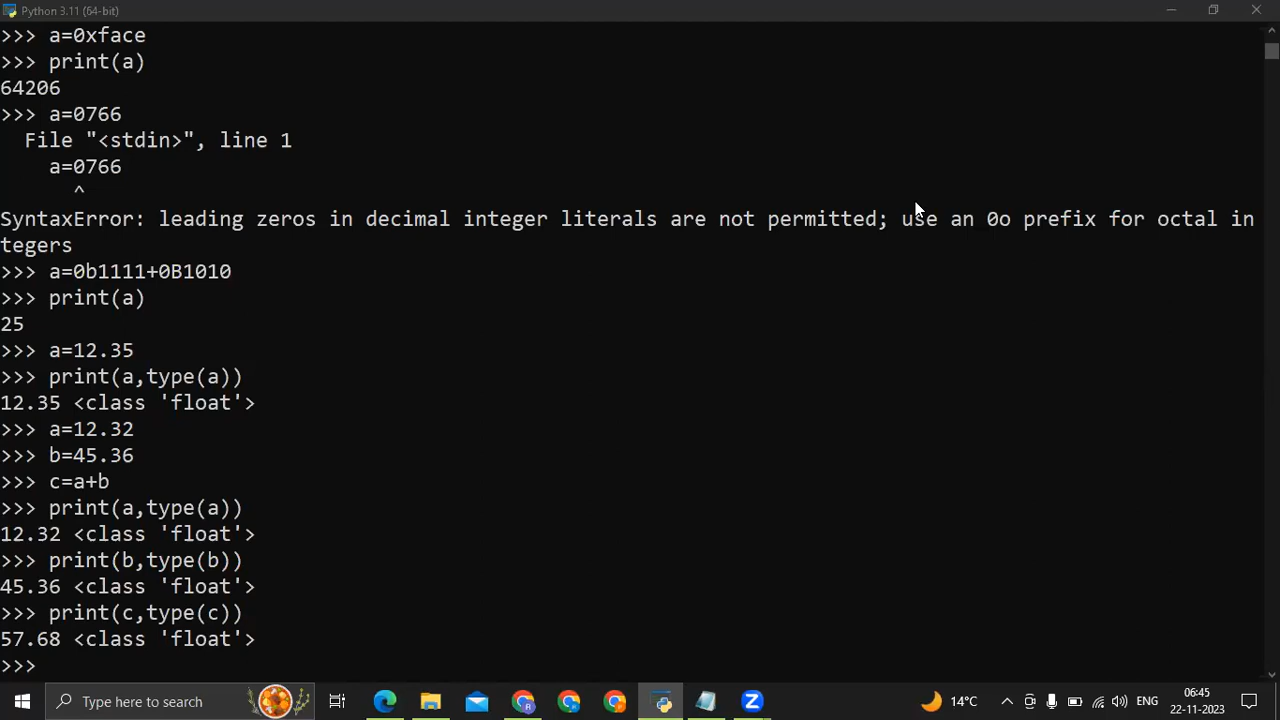 Python 3.11 (64-bit)
>>> a=0xface
>>> print(a)
64206
>>> a=0766
  File "<stdin>", line 1
    a=0766
      ^
SyntaxError: leading zeros in decimal integer literals are not permitted; use an 0o prefix for octal in
tegers
>>> a=0b1111+0B1010
>>> print(a)
25
>>> a=12.35
>>> print(a,type(a))
12.35 <class 'float'>
>>> a=12.32
>>> b=45.36
>>> c=a+b
>>> print(a,type(a))
12.32 <class 'float'>
>>> print(b,type(b))
45.36 <class 'float'>
>>> print(c,type(c))
57.68 <class 'float'>
>>>
Type here to search
14°C
ENG
06:45
22-11-2023